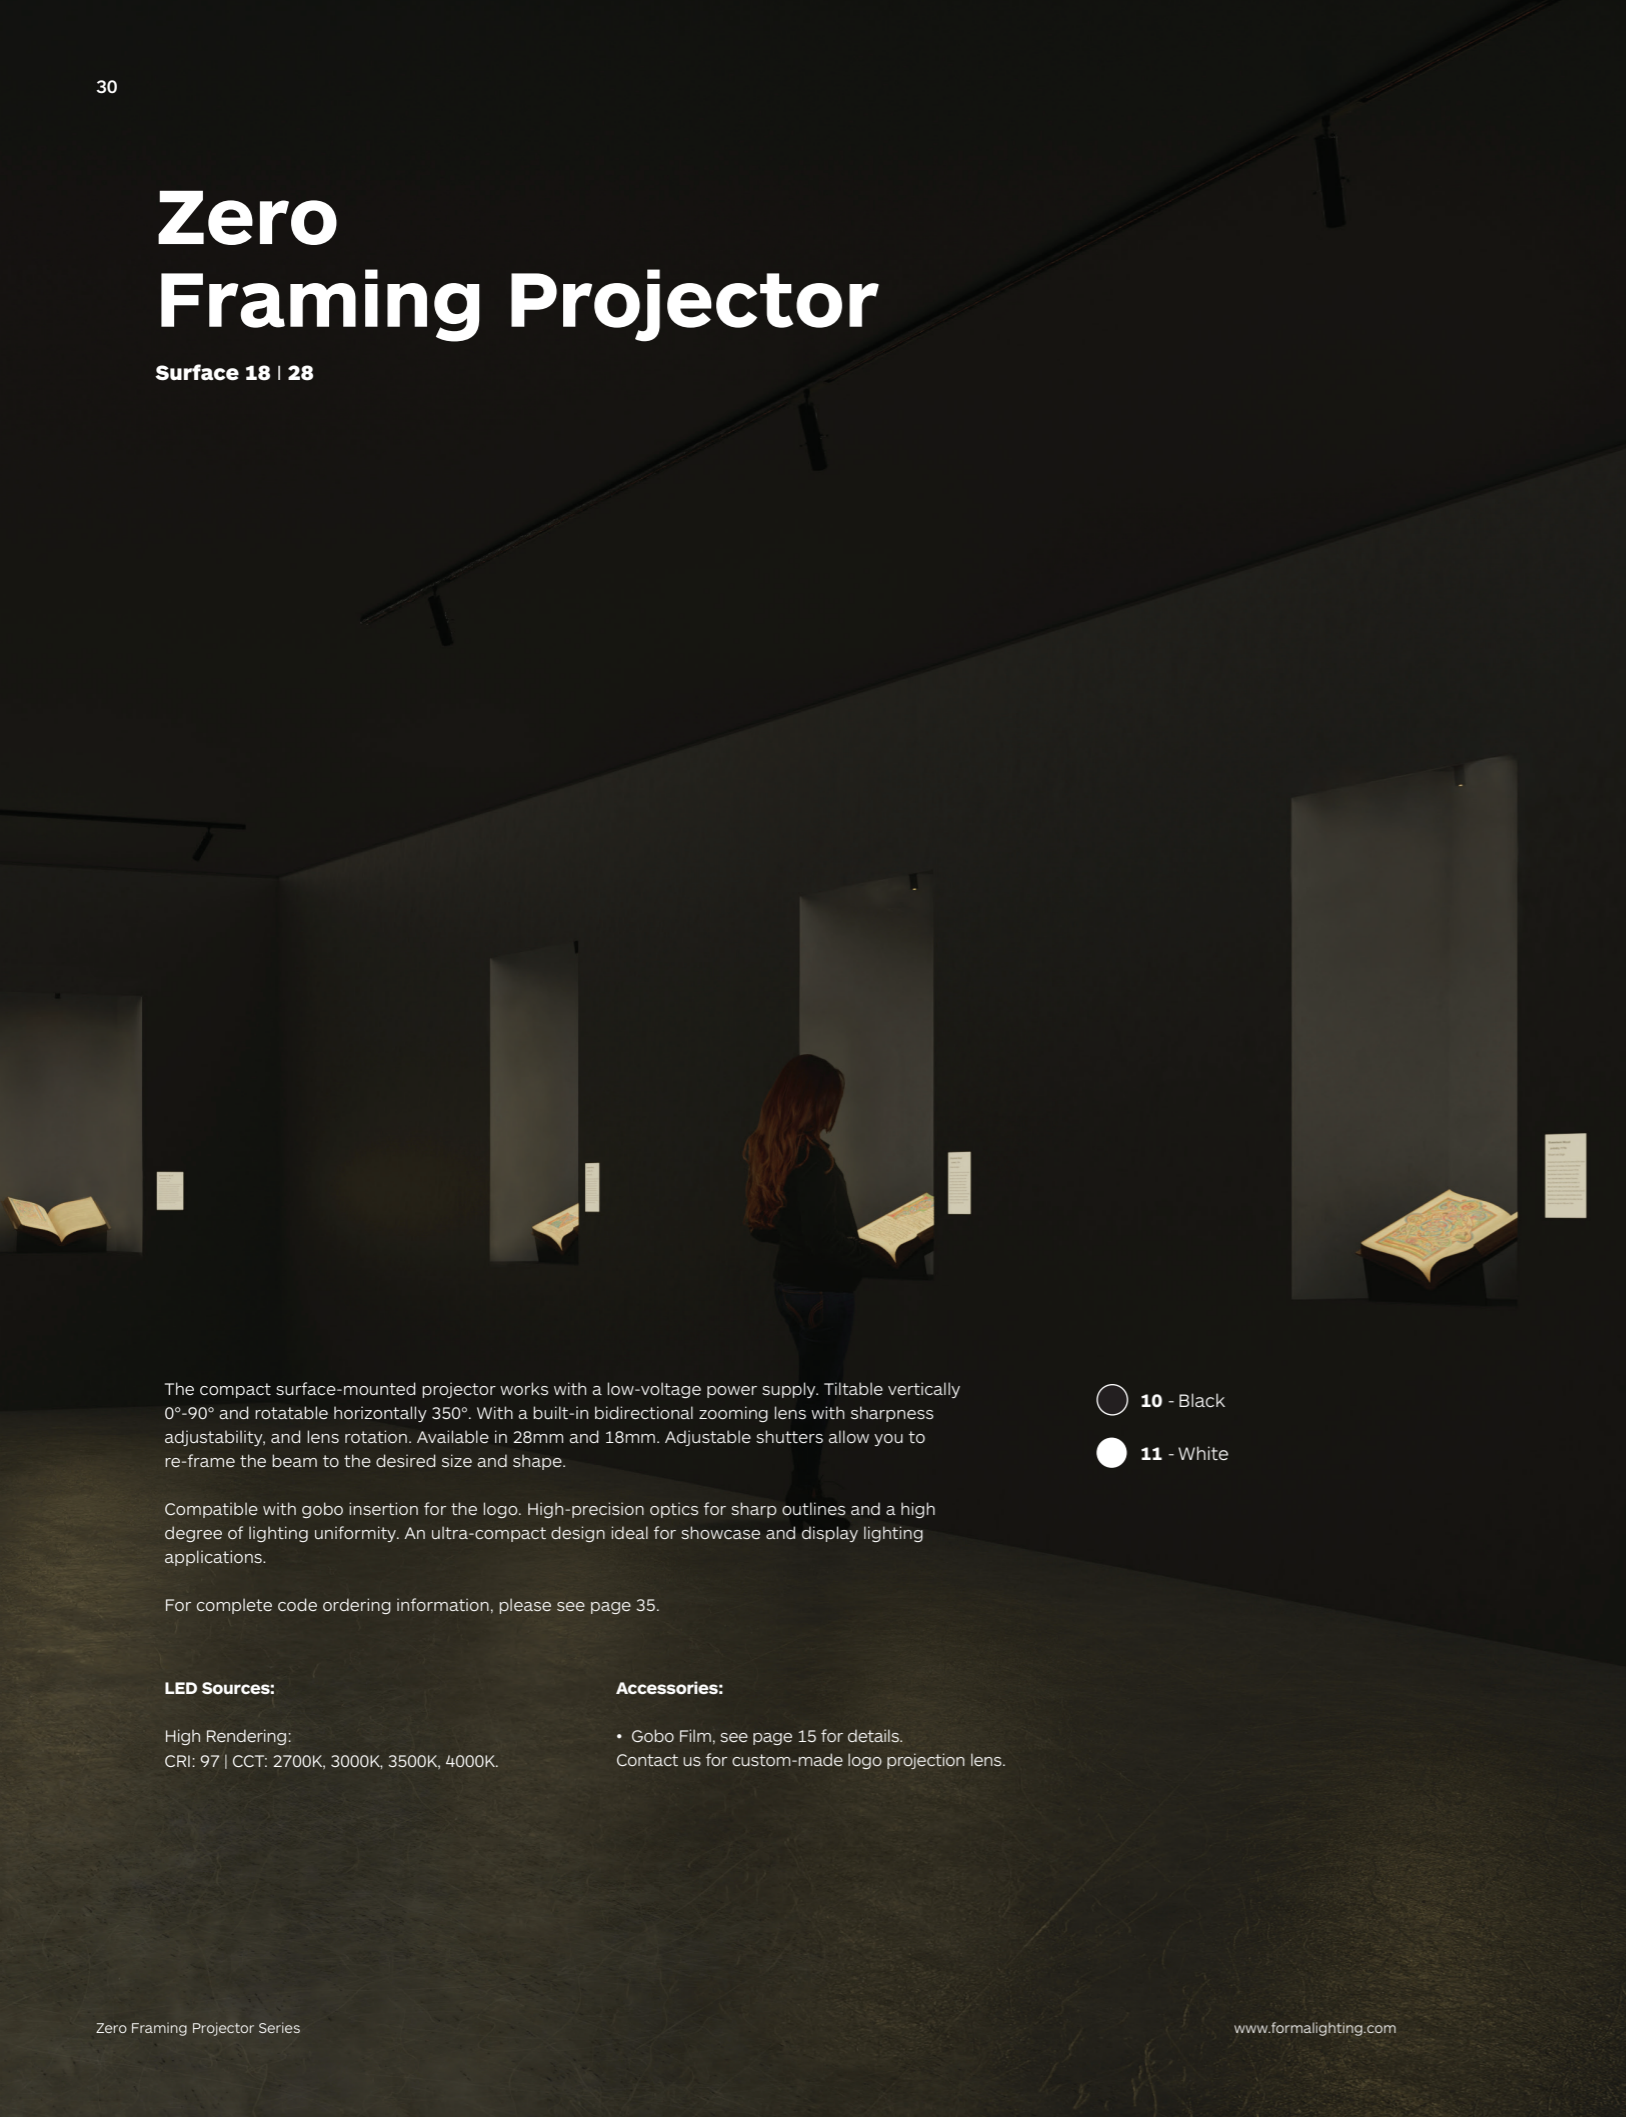 30
Zero
Framing Projector
Surface 18 | 28
The compact surface-mounted projector works with a low-voltage power supply. Tiltable vertically
0°-90° and rotatable horizontally 350°. With a built-in bidirectional zooming lens with sharpness
adjustability, and lens rotation. Available in 28mm and 18mm. Adjustable shutters allow you to
re-frame the beam to the desired size and shape.
Compatible with gobo insertion for the logo. High-precision optics for sharp outlines and a high
degree of lighting uniformity. An ultra-compact design ideal for showcase and display lighting
applications.
For complete code ordering information, please see page 35.
10 - Black
11 - White
LED Sources:
High Rendering:
CRI: 97 | CCT: 2700K, 3000K, 3500K, 4000K.
Accessories:
• Gobo Film, see page 15 for details.
Contact us for custom-made logo projection lens.
Zero Framing Projector Series
www.formalighting.com